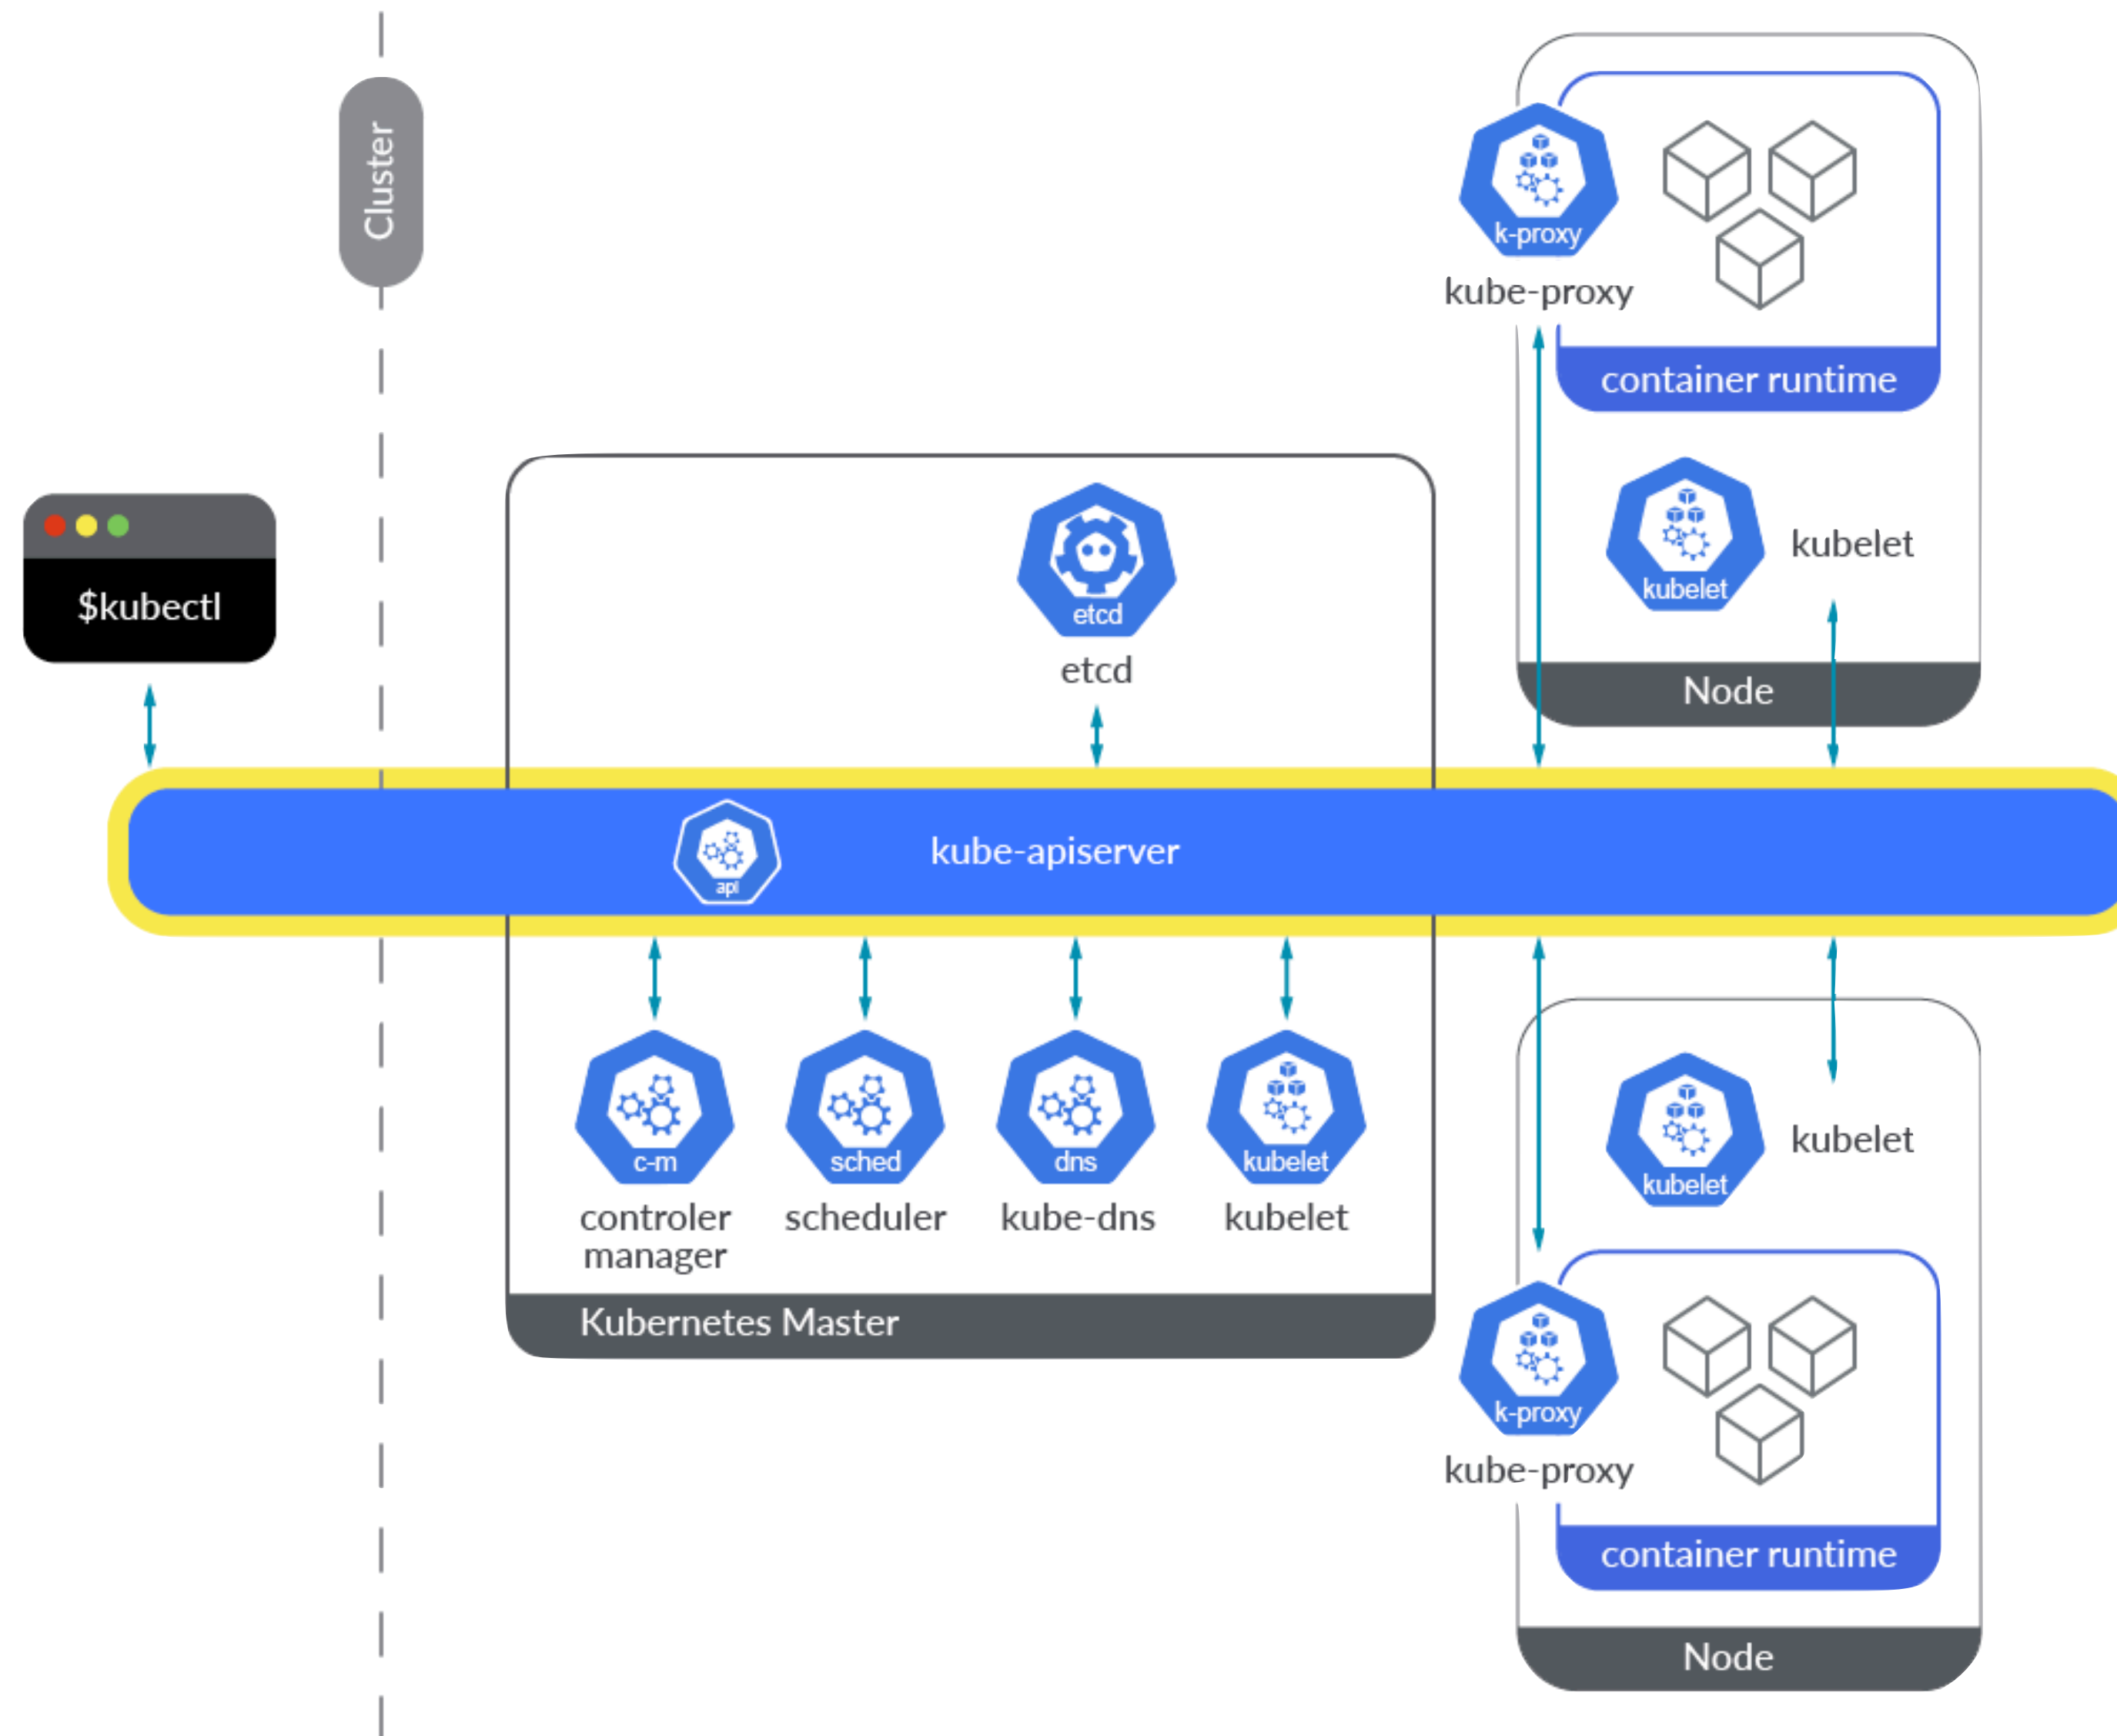 Cluster
k-proxy
kube-proxy
container runtime
kubelet
kubelet
Node
$kubectl
etcd
etcd
api
kube-apiserver
c-m
sched
dns
kubelet
controler
manager
scheduler
kube-dns
kubelet
Kubernetes Master
kubelet
kubelet
k-proxy
kube-proxy
container runtime
Node